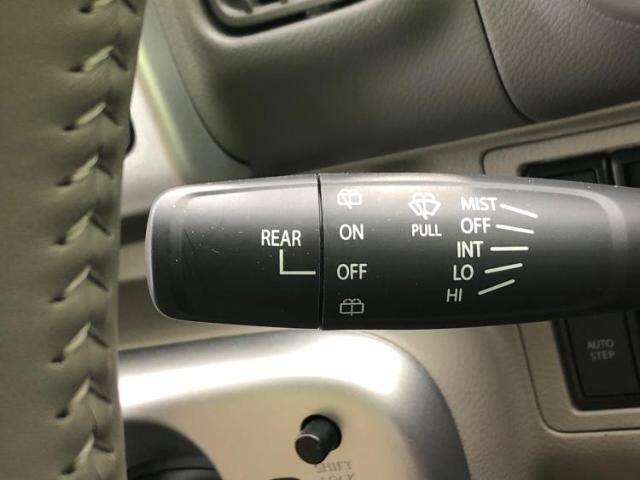 REAR
ON
OFF
PULL
MIST
OFF
INT
LO
HI
AUTO
STEP
SHIFT
LOCK